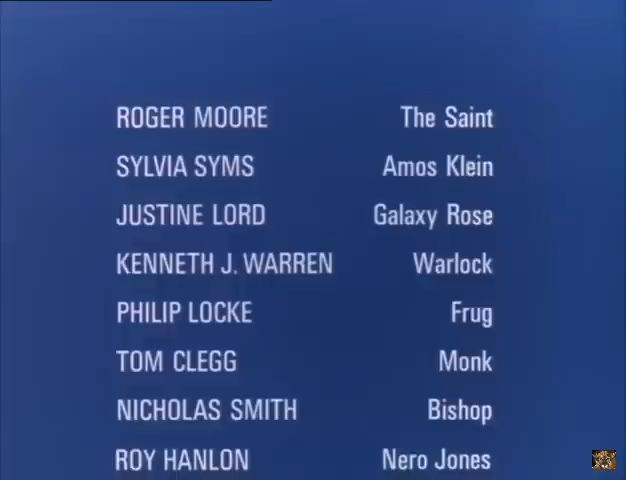 ROGER MOORE The Saint
SYLVIA SYMS Amos Klein
JUSTINE LORD Galaxy Rose
KENNETH J. WARREN Warlock
PHILIP LOCKE Frug
TOM CLEGG Monk
NICHOLAS SMITH Bishop
ROY HANLON Nero Jones